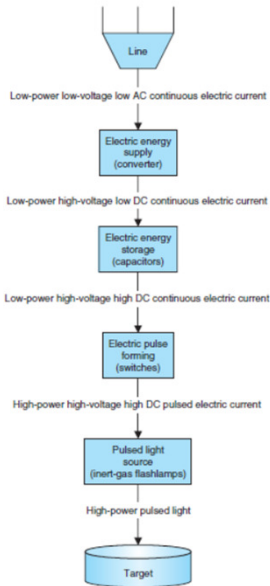 Line
Low-power low-voltage low AC continuous electric current
Electric energy
supply
(converter)
Low-power high-voltage low DC continuous electric current
Electric energy
storage
(capacitors)
Low-power high-voltage high DC continuous electric current
Electric pulse
forming
(switches)
High-power high-voltage high DC pulsed electric current
Pulsed light
source
(inert-gas flashlamps)
High-power pulsed light
Target